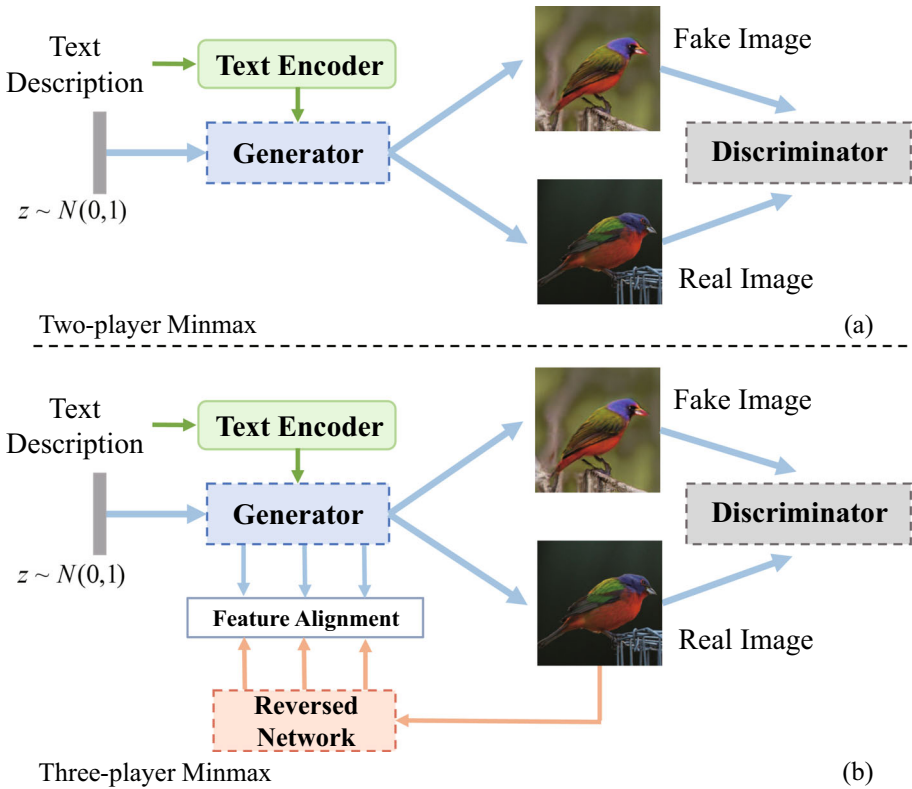 Text
Description
Text Encoder
Fake Image
Generator
Discriminator
z ~ N(0,1)
Real Image
Two-player Minmax
(a)
Text
Description
Text Encoder
Fake Image
Generator
Discriminator
z ~ N(0,1)
Feature Alignment
Real Image
Reversed
Network
Three-player Minmax
(b)